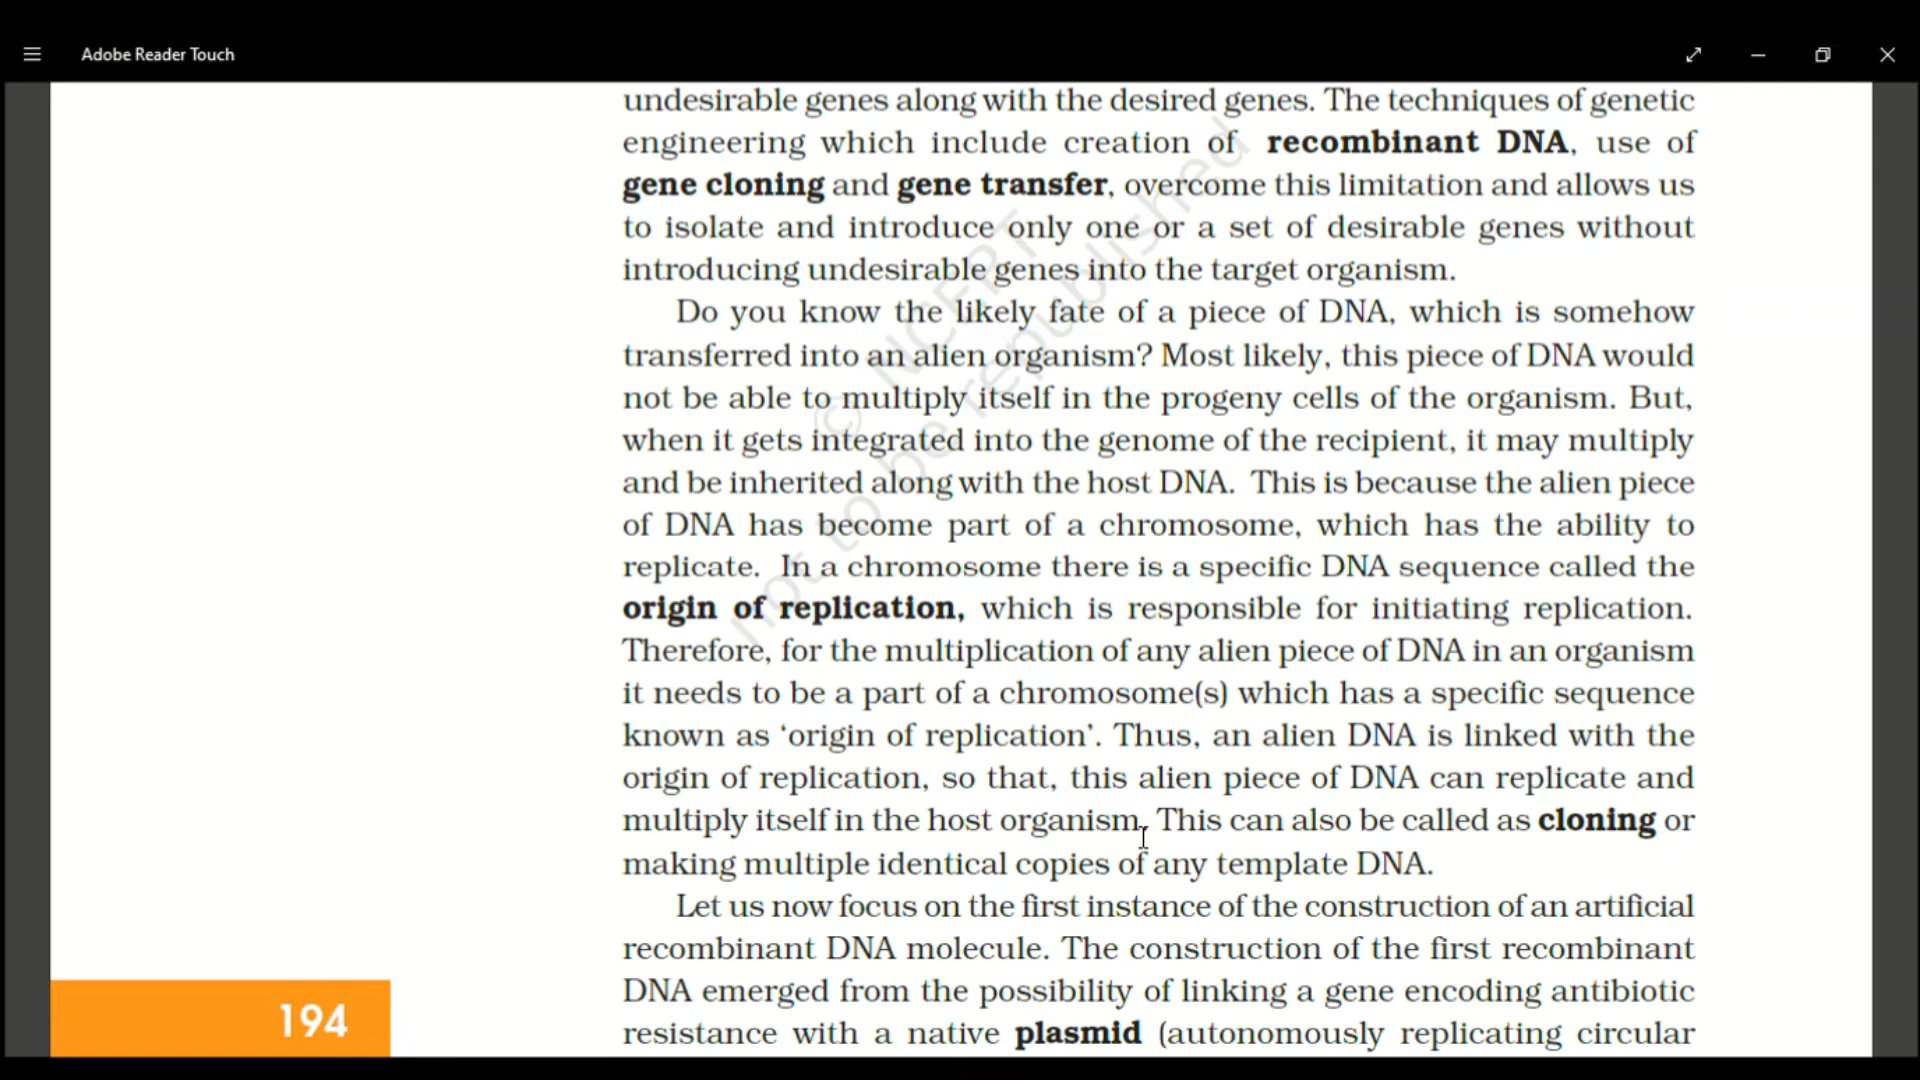 Adobe Reader Touch
undesirable genes along with the desired genes. The techniques of genetic
engineering which include creation of recombinant DNA, use of
gene cloning and gene transfer, overcome this limitation and allows us
to isolate and introduce only one or a set of desirable genes without
introducing undesirable genes into the target organism.
Do you know the likely fate of a piece of DNA, which is somehow
transferred into an alien organism? Most likely, this piece of DNA would
not be able to multiply itself in the progeny cells of the organism. But,
when it gets integrated into the genome of the recipient, it may multiply
and be inherited along with the host DNA. This is because the alien piece
of DNA has become part of a chromosome, which has the ability to
replicate. In a chromosome there is a specific DNA sequence called the
origin of replication, which is responsible for initiating replication.
Therefore, for the multiplication of any alien piece of DNA in an organism
it needs to be a part of a chromosome(s) which has a specific sequence
known as ‘origin of replication’. Thus, an alien DNA is linked with the
origin of replication, so that, this alien piece of DNA can replicate and
multiply itself in the host organism. This can also be called as cloning or
making multiple identical copies of any template DNA.
Let us now focus on the first instance of the construction of an artificial
recombinant DNA molecule. The construction of the first recombinant
DNA emerged from the possibility of linking a gene encoding antibiotic
resistance with a native plasmid (autonomously replicating circular
194
© NCERT
not to be republished